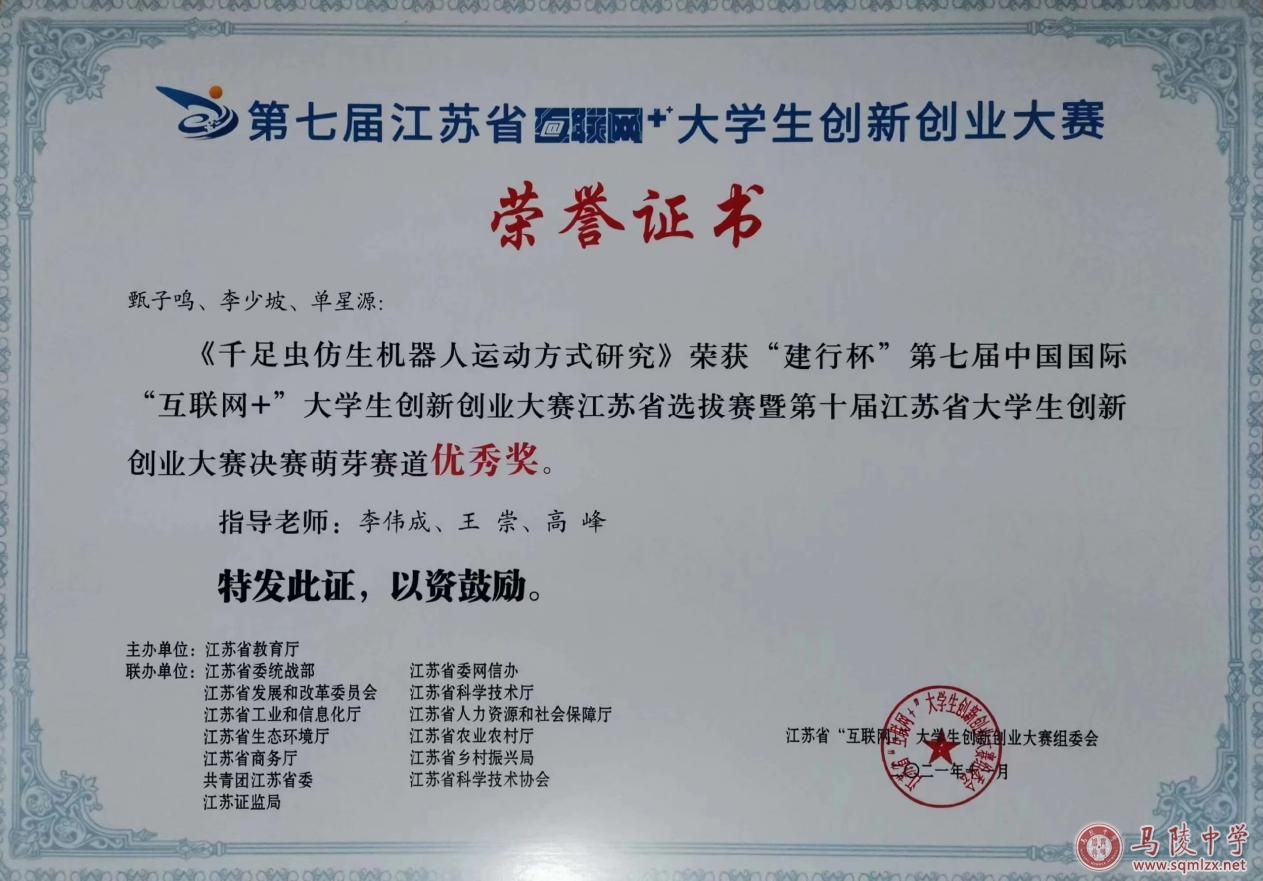 第七届江苏省互联网+大学生创新创业大赛
荣誉证书
甄子鸣、李少坡、单星源:
《千足虫仿生机器人运动方式研究》荣获“建行杯”第七届中国国际
“互联网+”大学生创新创业大赛江苏省选拔赛暨第十届江苏省大学生创新
创业大赛决赛萌芽赛道优秀奖。
指导老师：李伟成、王 崇、高 峰
特发此证，以资鼓励。
主办单位：江苏省教育厅
联办单位：江苏省委统战部 江苏省委网信办
江苏省发展和改革委员会 江苏省科学技术厅
江苏省工业和信息化厅 江苏省人力资源和社会保障厅
江苏省生态环境厅 江苏省农业农村厅
江苏省商务厅 江苏省乡村振兴局
共青团江苏省委 江苏省科学技术协会
江苏证监局
江苏省“互联网+”大学生创新创业大赛组委会
二一年 月
马陵中学
www.sqmlzx.net